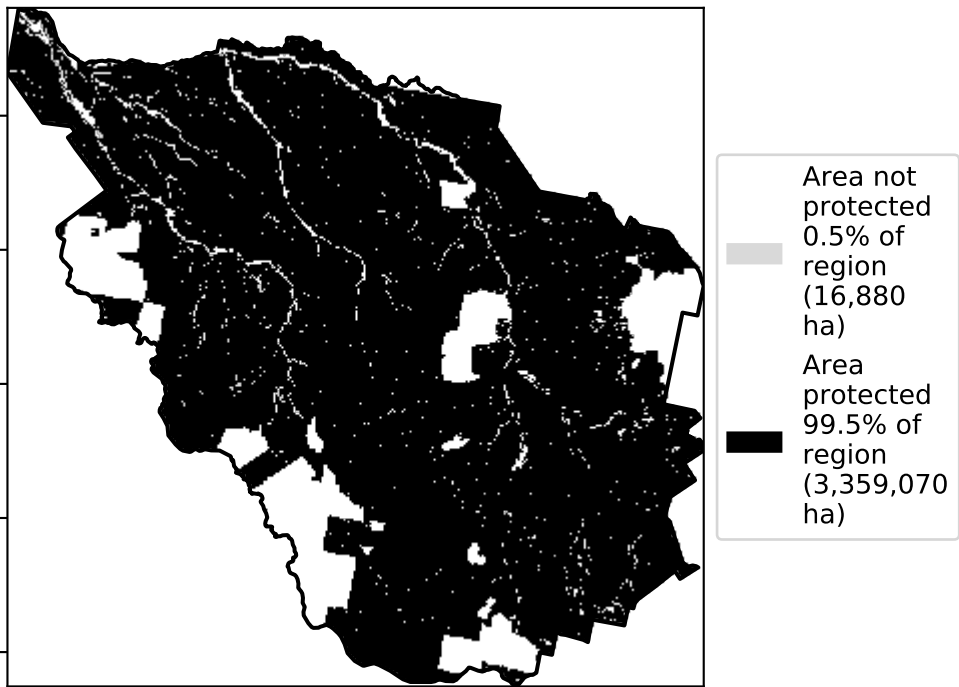 Area not
protected
0.5% of
region
(16,880
ha)
Area
protected
99.5% of
region
(3,359,070
ha)